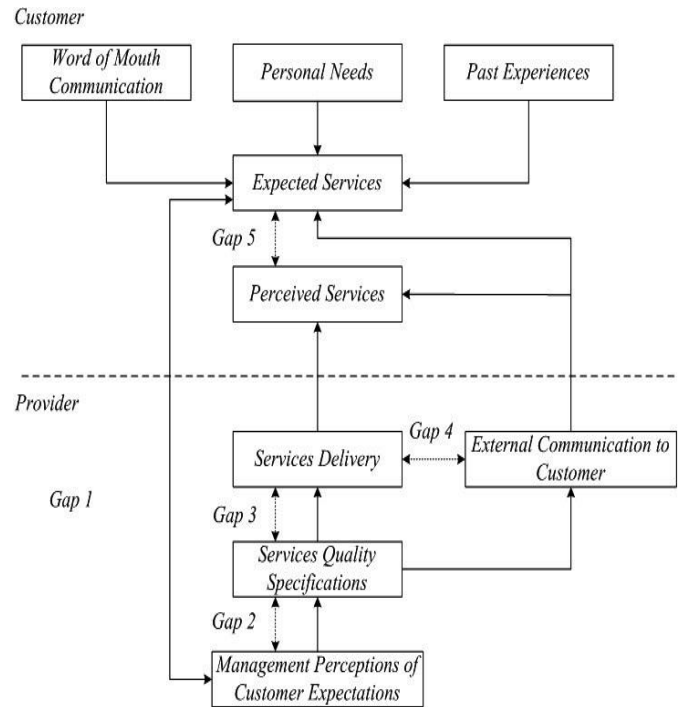 Customer
Word of Mouth
Communication
Personal Needs
Past Experiences
Expected Services
Gap 5
Perceived Services
Provider
Gap 4
Services Delivery
External Communication to
Customer
Gap 1
Gap 3
Services Quality
Specifications
Gap 2
Management Perceptions of
Customer Expectations